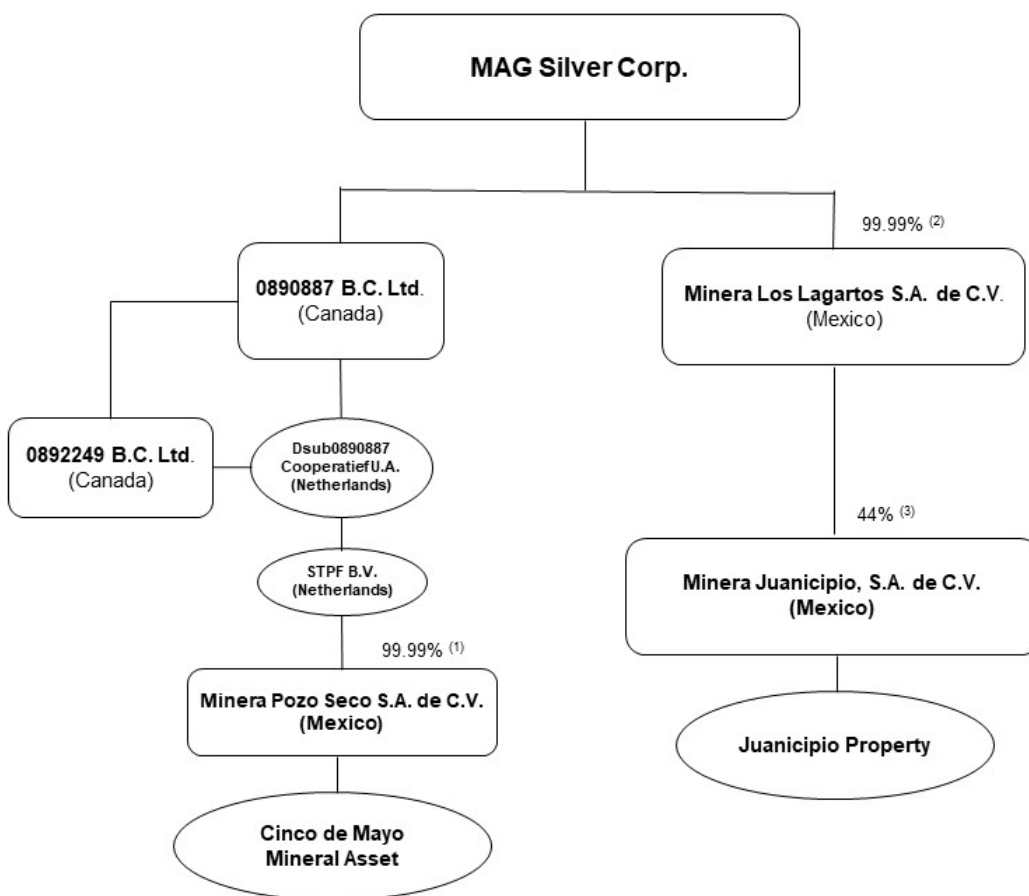 MAG Silver Corp.
99.99% (2)
0890887 B.C. Ltd.
(Canada)
Minera Los Lagartos S.A. de C.V.
(Mexico)
0892249 B.C. Ltd.
(Canada)
Dsub0890887
CooperatiefU.A.
(Netherlands)
44% (3)
STPF B.V.
(Netherlands)
Minera Juanicipio, S.A. de C.V.
(Mexico)
99.99% (1)
Minera Pozo Seco S.A. de C.V.
(Mexico)
Juanicipio Property
Cinco de Mayo
Mineral Asset